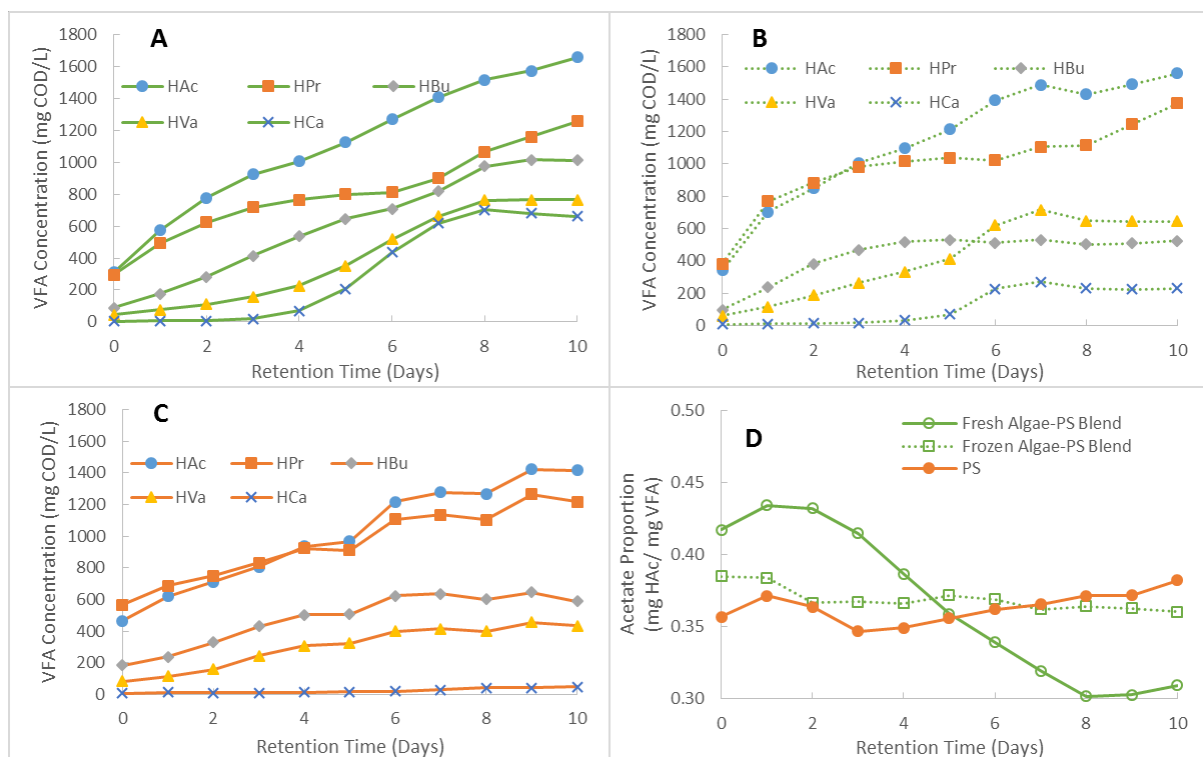 A
VFA Concentration (mg COD/L)
1800
1600
1400
1200
1000
800
600
400
200
0
HAc HPr HBu
HVa HCa
0 2 4 6 8 10
Retention Time (Days)
B
VFA Concentration (mg COD/L)
1800
1600
1400
1200
1000
800
600
400
200
0
HAc HPr HBu
HVa HCa
0 2 4 6 8 10
Retention Time (Days)
C
VFA Concentration (mg COD/L)
1800
1600
1400
1200
1000
800
600
400
200
0
HAc HPr HBu
HVa HCa
0 2 4 6 8 10
Retention Time (Days)
D
Acetate Proportion
(mg HAc/ mg VFA)
0.50
0.45
0.40
0.35
0.30
Fresh Algae-PS Blend
Frozen Algae-PS Blend
PS
0 2 4 6 8 10
Retention Time (Days)